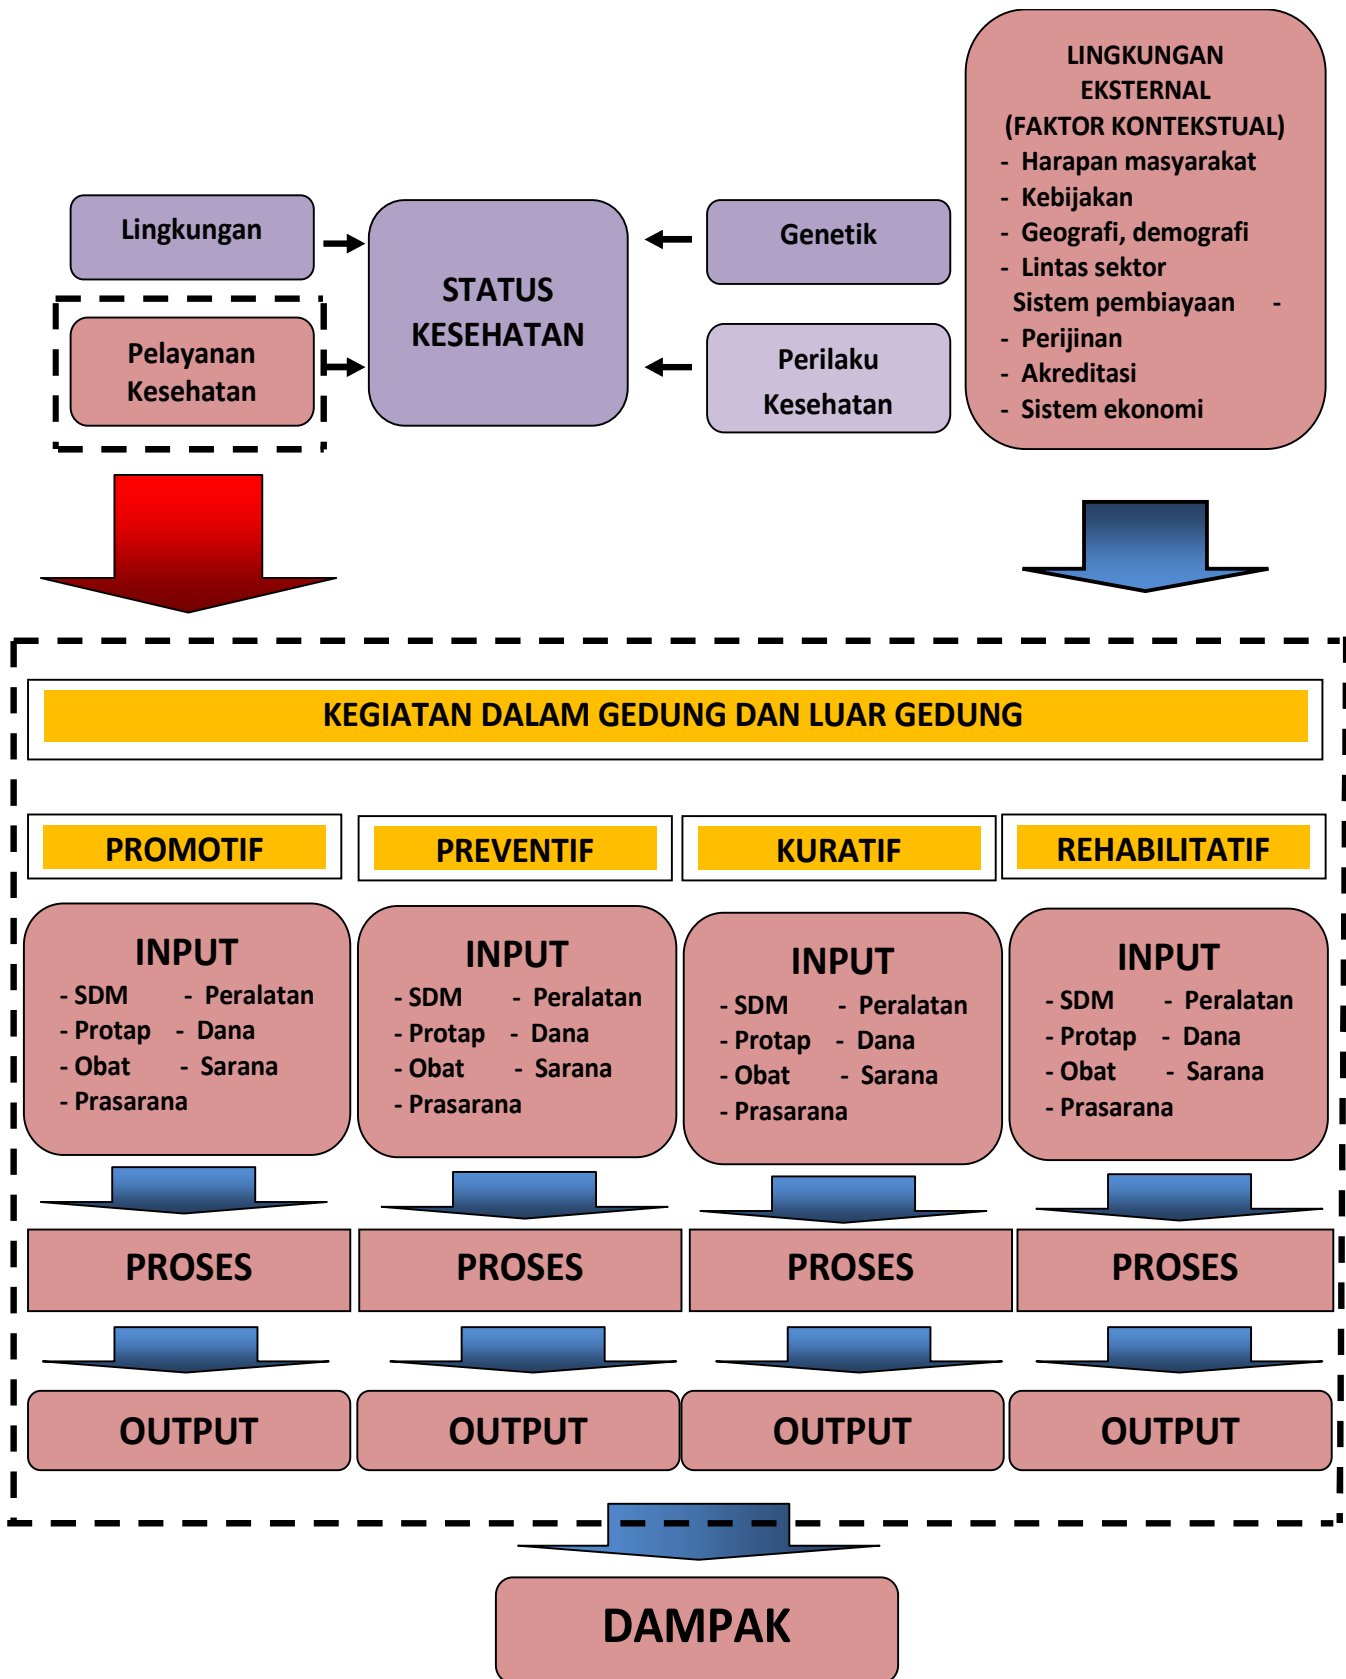 LINGKUNGAN
EKSTERNAL
(FAKTOR KONTEKSTUAL)
- Harapan masyarakat
- Kebijakan
- Geografi, demografi
- Lintas sektor
Sistem pembiayaan -
- Perijinan
- Akreditasi
- Sistem ekonomi
Lingkungan
Pelayanan
Kesehatan
STATUS
KESEHATAN
Genetik
Perilaku
Kesehatan
KEGIATAN DALAM GEDUNG DAN LUAR GEDUNG
PROMOTIF
PREVENTIF
KURATIF
REHABILITATIF
INPUT
- SDM - Peralatan
- Protap - Dana
- Obat - Sarana
- Prasarana
INPUT
- SDM - Peralatan
- Protap - Dana
- Obat - Sarana
- Prasarana
INPUT
- SDM - Peralatan
- Protap - Dana
- Obat - Sarana
- Prasarana
INPUT
- SDM - Peralatan
- Protap - Dana
- Obat - Sarana
- Prasarana
PROSES
PROSES
PROSES
PROSES
OUTPUT
OUTPUT
OUTPUT
OUTPUT
DAMPAK